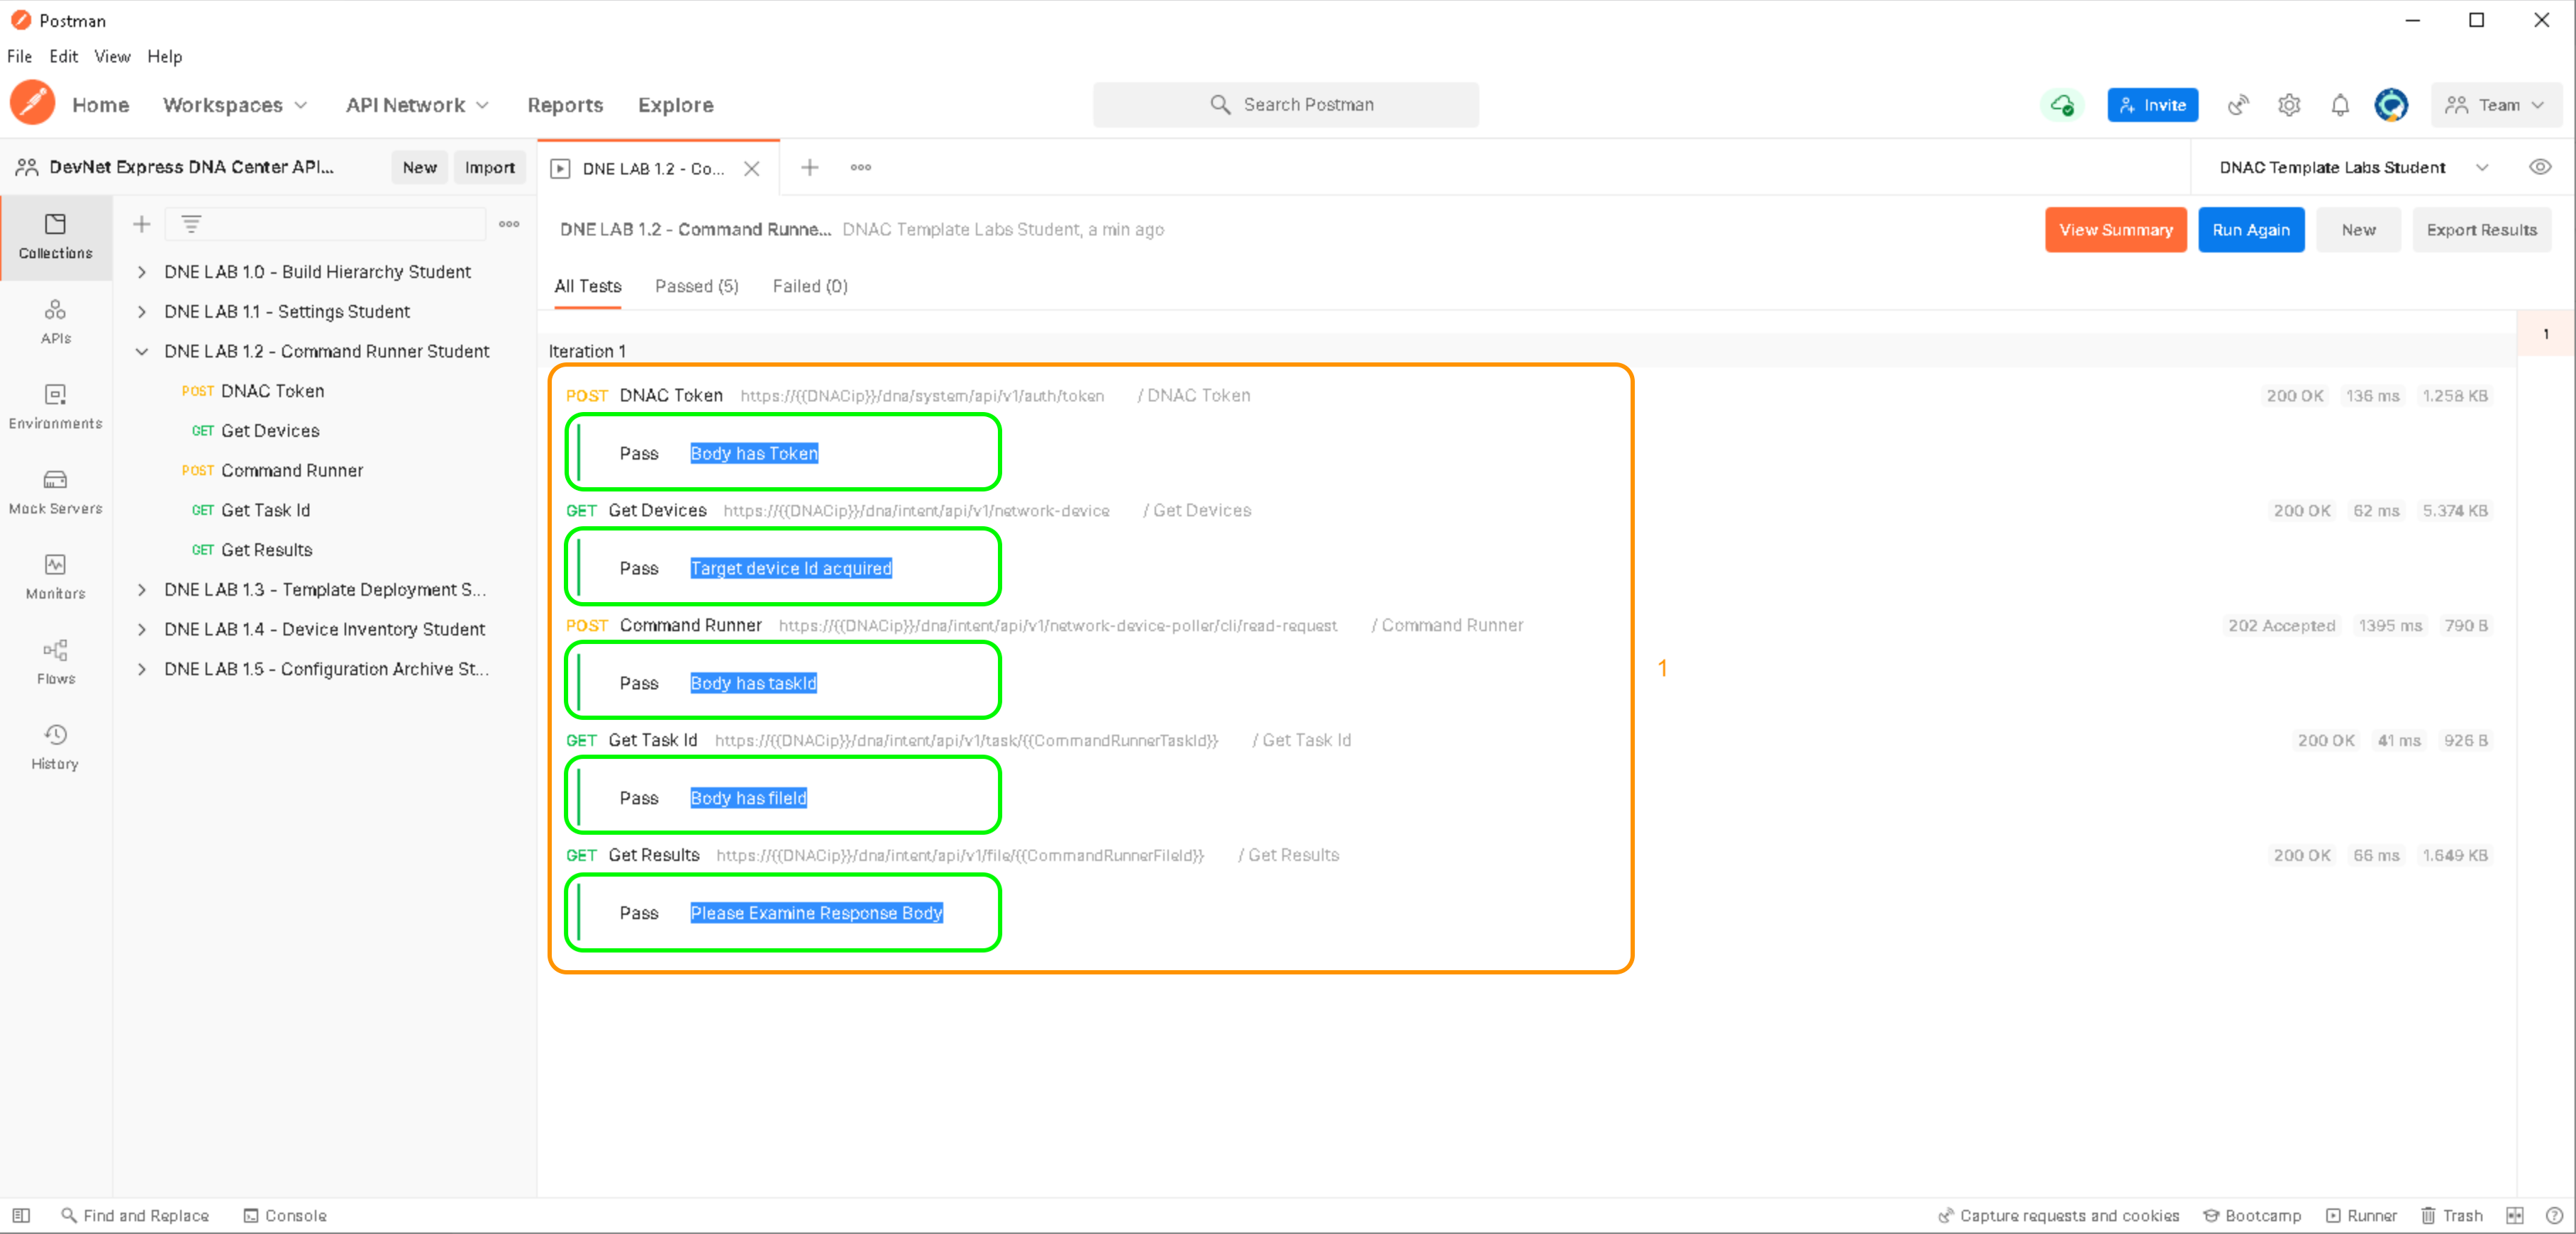 Postman
File Edit View Help
Home Workspaces API Network Reports Explore Search Postman Invite Team
DevNet Express DNA Center API... New Import DNE LAB 1.2 - Co... DNAC Template Labs Student
Collections
APIs
Environments
Mock Servers
Monitors
Flows
History
DNE LAB 1.0 - Build Hierarchy Student
DNE LAB 1.1 - Settings Student
DNE LAB 1.2 - Command Runner Student
POST DNAC Token
GET Get Devices
POST Command Runner
GET Get Task Id
GET Get Results
DNE LAB 1.3 - Template Deployment S...
DNE LAB 1.4 - Device Inventory Student
DNE LAB 1.5 - Configuration Archive St...
DNE LAB 1.2 - Command Runne... DNAC Template Labs Student, a min ago View Summary Run Again New Export Results
All Tests Passed (5) Failed (0)
1
Iteration 1
POST DNAC Token https://{{DNACip}}/dna/system/api/v1/auth/token / DNAC Token 200 OK 136 ms 1.258 KB
Pass Body has Token
GET Get Devices https://{{DNACip}}/dna/intent/api/v1/network-device / Get Devices 200 OK 62 ms 5.374 KB
Pass Target device Id acquired
POST Command Runner https://{{DNACip}}/dna/intent/api/v1/network-device-poller/cli/read-request / Command Runner 202 Accepted 1395 ms 790 B
1
Pass Body has taskId
GET Get Task Id https://{{DNACip}}/dna/intent/api/v1/task/{{CommandRunnerTaskId}} / Get Task Id 200 OK 41 ms 926 B
Pass Body has fileId
GET Get Results https://{{DNACip}}/dna/intent/api/v1/file/{{CommandRunnerFileId}} / Get Results 200 OK 66 ms 1.649 KB
Pass Please Examine Response Body
Find and Replace Console Capture requests and cookies Bootcamp Runner Trash